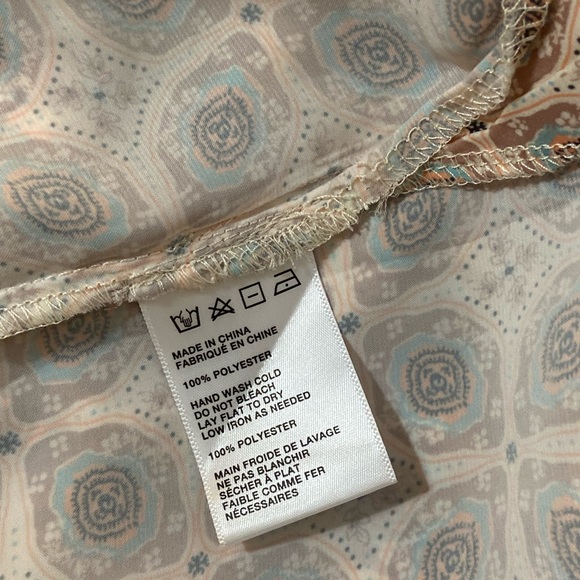 MADE IN CHINA
FABRIQUÉ EN CHINE
100% POLYESTER
HAND WASH COLD
DO NOT BLEACH
LAY FLAT TO DRY
LOW IRON AS NEEDED
100% POLYESTER
MAIN FROIDE DE LAVAGE
NE PAS BLANCHIR
SÉCHER À PLAT
FAIBLE COMME FER
NÉCESSAIRES